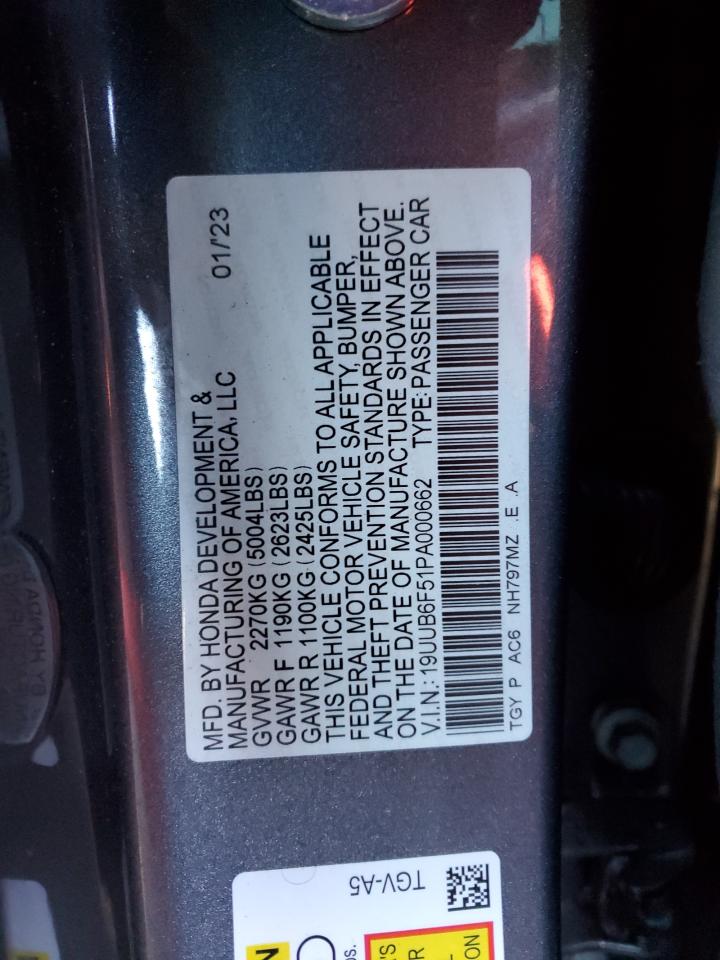 MFD. BY HONDA DEVELOPMENT &
MANUFACTURING OF AMERICA, LLC 01/'23
GVWR 2270KG (5004LBS)
GAWR F 1190KG (2623LBS)
GAWR R 1100KG (2425LBS)
THIS VEHICLE CONFORMS TO ALL APPLICABLE
FEDERAL MOTOR VEHICLE SAFETY, BUMPER,
AND THEFT PREVENTION STANDARDS IN EFFECT
ON THE DATE OF MANUFACTURE SHOWN ABOVE.
V.I.N.: 19UUB6F51PA000662 TYPE: PASSENGER CAR
TGY P AC6 NH797MZ .E .A
TGV-A5